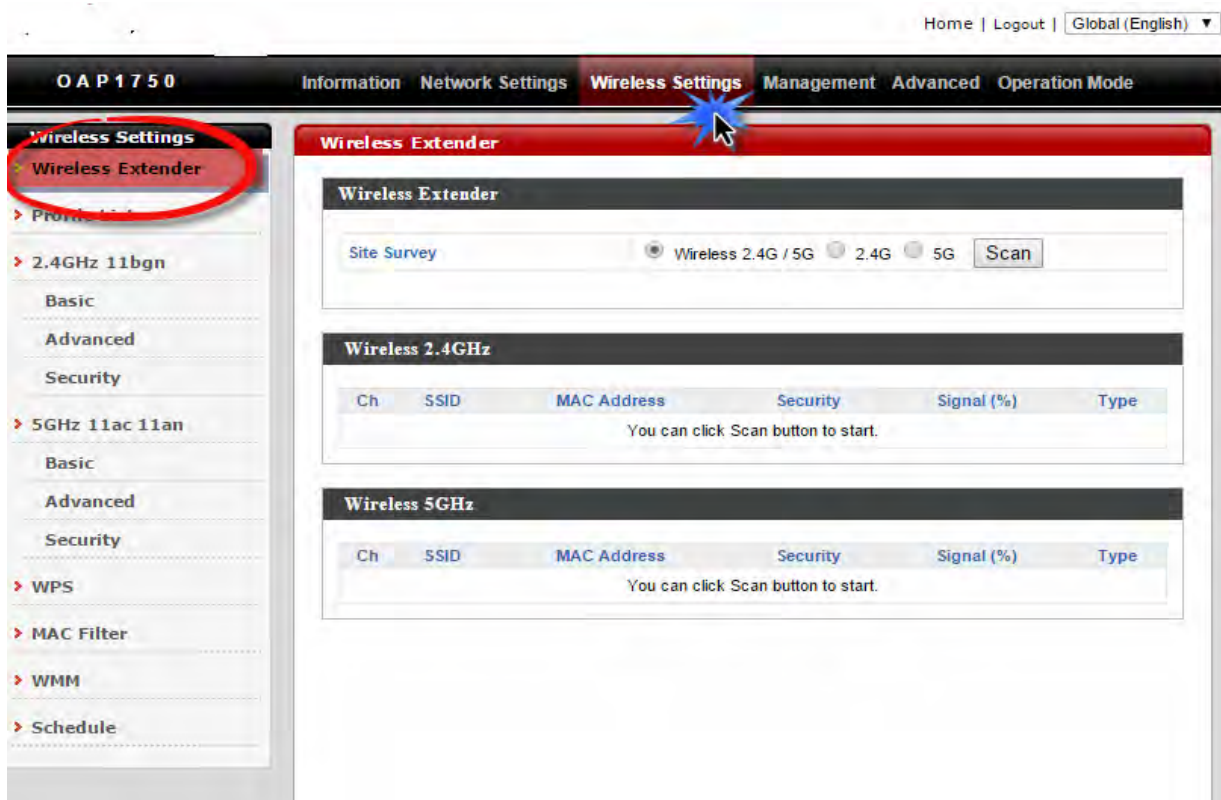 Home | Logout | Global (English)
OAP1750
Information Network Settings Wireless Settings Management Advanced Operation Mode
Wireless Settings
Wireless Extender
2.4GHz 11bgn
Basic
Advanced
Security
5GHz 11ac 11an
Basic
Advanced
Security
WPS
MAC Filter
WMM
Schedule
Wireless Extender
Wireless Extender
Site Survey Wireless 2.4G / 5G 2.4G 5G Scan
Wireless 2.4GHz
Ch SSID MAC Address Security Signal (%) Type
You can click Scan button to start.
Wireless 5GHz
Ch SSID MAC Address Security Signal (%) Type
You can click Scan button to start.